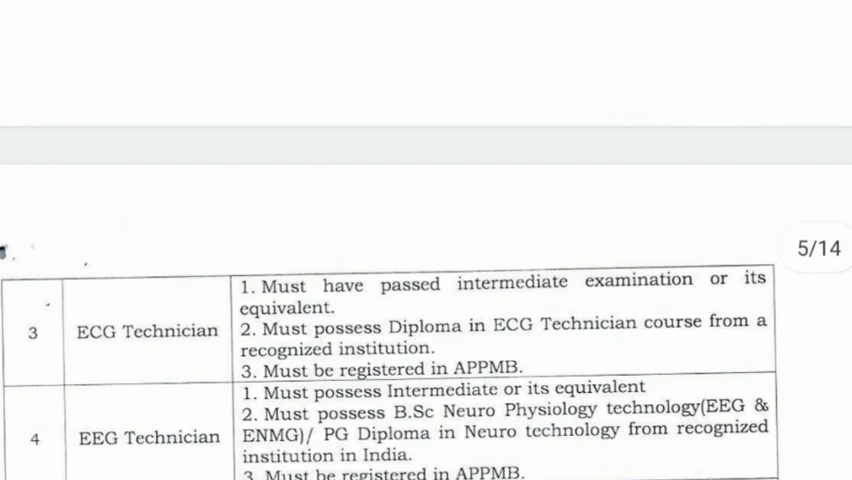 5/14
3
ECG Technician
1. Must have passed intermediate examination or its
equivalent.
2. Must possess Diploma in ECG Technician course from a
recognized institution.
3. Must be registered in APPMB.
4
EEG Technician
1. Must possess Intermediate or its equivalent
2. Must possess B.Sc Neuro Physiology technology(EEG &
ENMG)/ PG Diploma in Neuro technology from recognized
institution in India.
3. Must be registered in APPMB.